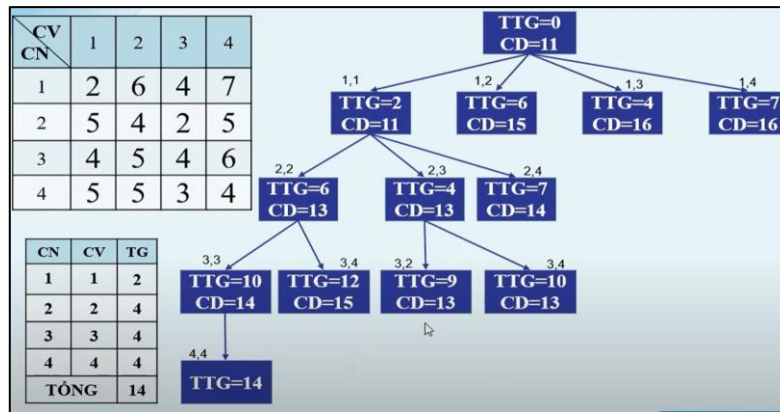 CV
CN
1 2 3 4
1 2 6 4 7
2 5 4 2 5
3 4 5 4 6
4 5 5 3 4
TTG=0
CD=11
1,1 1,2 1,3 1,4
TTG=2
CD=11
TTG=6
CD=15
TTG=4
CD=16
TTG=7
CD=16
2,2 2,3 2,4
TTG=6
CD=13
TTG=4
CD=13
TTG=7
CD=14
3,3 3,4 3,2 3,4
TTG=10
CD=14
TTG=12
CD=15
TTG=9
CD=13
TTG=10
CD=13
4,4
TTG=14
CN CV TG
1 1 2
2 2 4
3 3 4
4 4 4
TỔNG 14